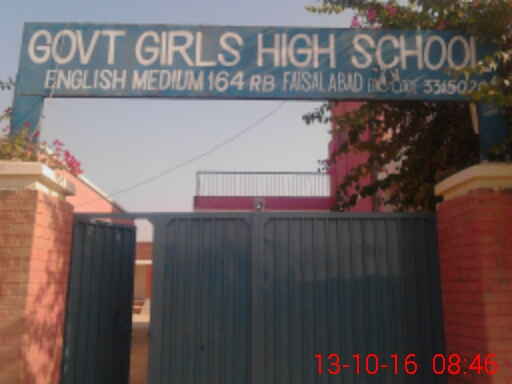 GOVT GIRLS HIGH SCHOOL
ENGLISH MEDIUM 164 RB FAISALABAD
13-10-16 08:46